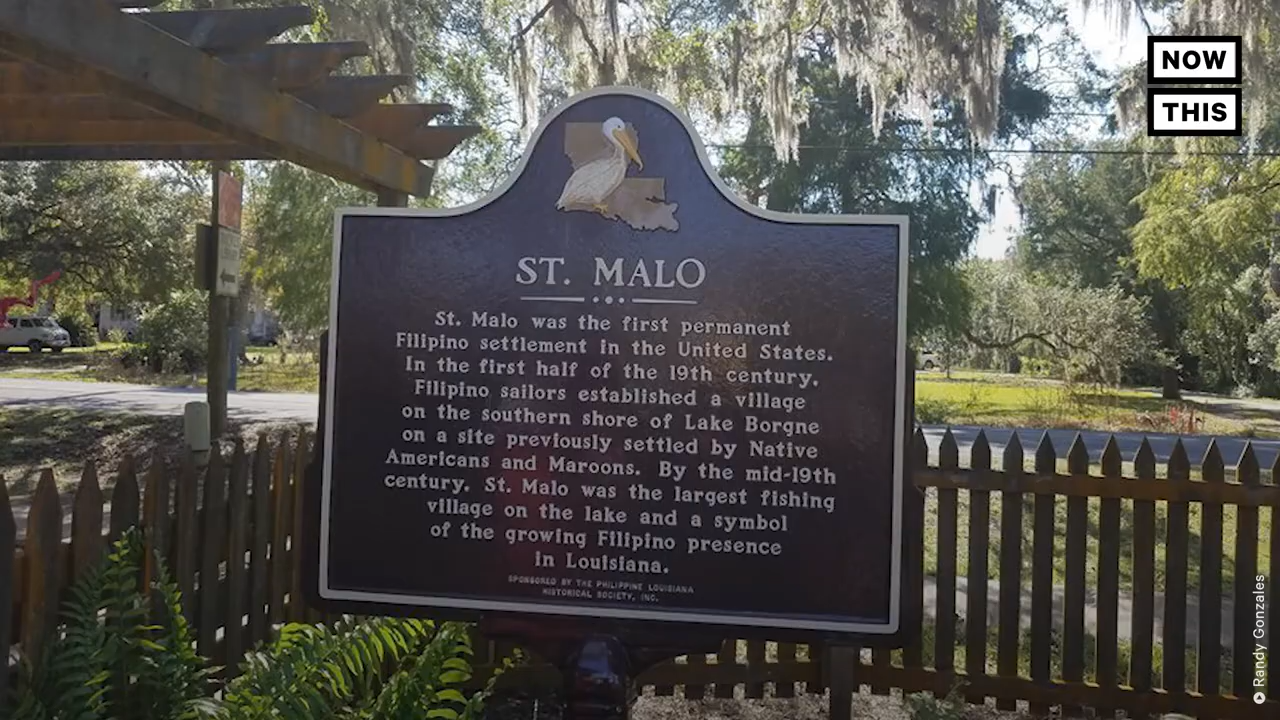 NOW
THIS
ST. MALO
St. Malo was the first permanent
Filipino settlement in the United States.
In the first half of the 19th century.
Filipino sailors established a village
on the southern shore of Lake Borgne
on a site previously settled by Native
Americans and Maroons. By the mid-19th
century. St. Malo was the largest fishing
village on the lake and a symbol
of the growing Filipino presence
in Louisiana.
SPONSORED BY THE PHILIPPINE LOUISIANA
HISTORICAL SOCIETY, INC.
Randy Gonzales